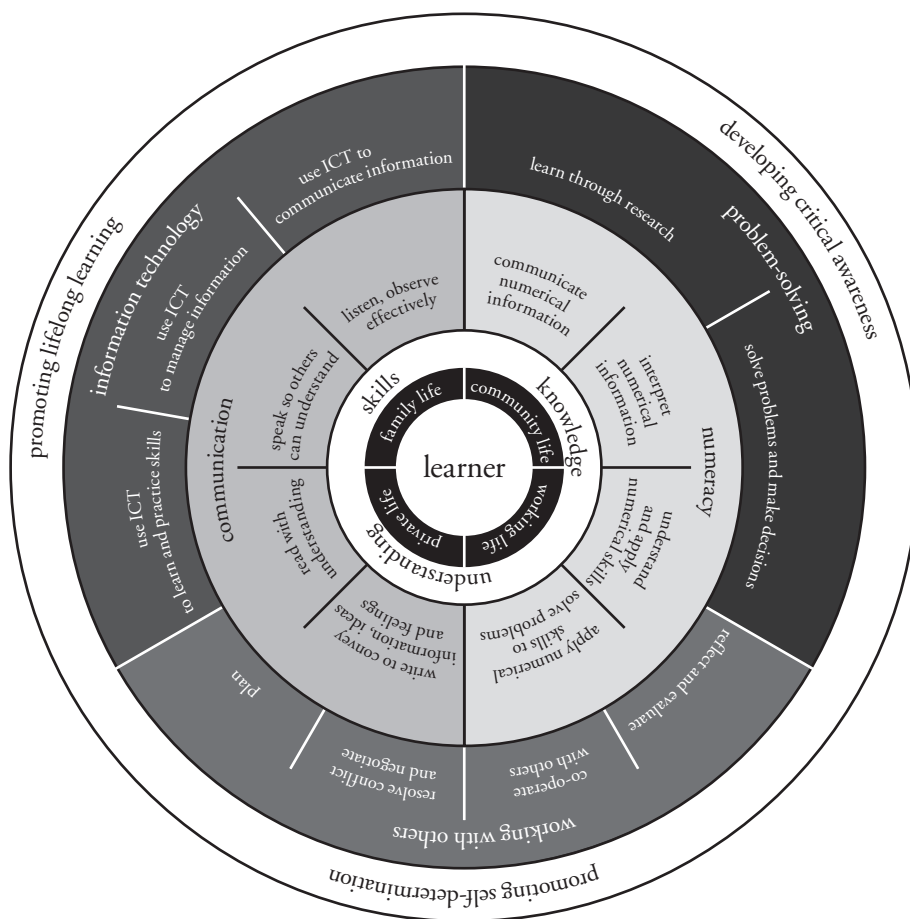 promoting lifelong learning
developing critical awareness
promoting self-determination
information technology
use ICT to
communicate information
use ICT
to manage information
use ICT
to learn and practice skills
problem-solving
learn through research
solve problems and make decisions
working with others
reflect and evaluate
co-operate
with others
resolve conflict
and negotiate
plan
communication
listen, observe
effectively
speak so others
can understand
read with
understanding
write to convey
information, ideas
and feelings
numeracy
communicate
numerical
information
interpret
numerical
information
understand
and apply
numerical skills
apply numerical
skills to
solve problems
skills
knowledge
understanding
family life
community life
working life
private life
learner